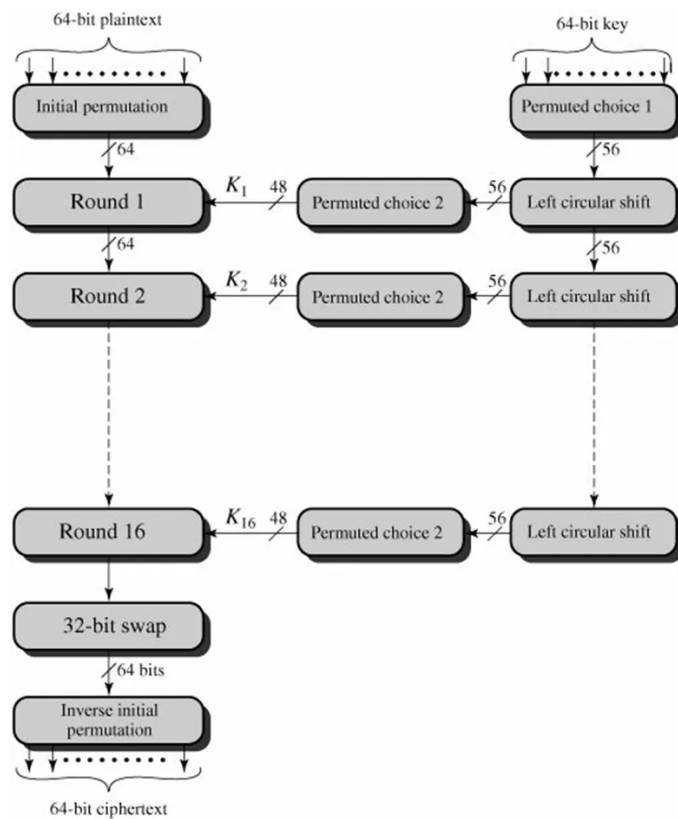 64-bit plaintext
64-bit key
Initial permutation
Permuted choice 1
64
56
Round 1
K1
48
Permuted choice 2
56
Left circular shift
64
56
Round 2
K2
48
Permuted choice 2
56
Left circular shift
Round 16
K16
48
Permuted choice 2
56
Left circular shift
32-bit swap
64 bits
Inverse initial
permutation
64-bit ciphertext